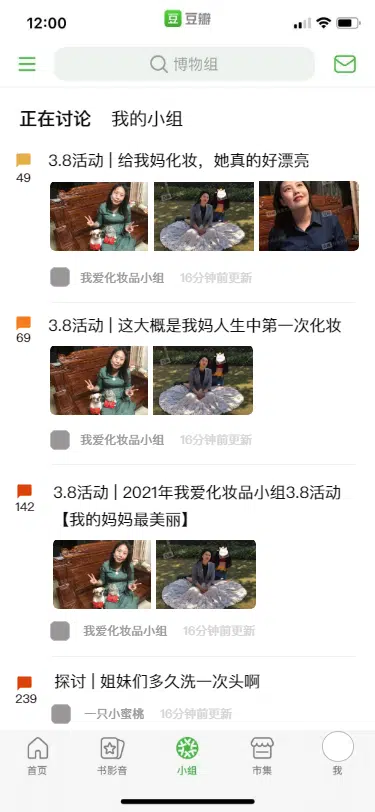 12:00
豆 豆瓣
博物组
正在讨论 我的小组
3.8活动 | 给我妈化妆，她真的好漂亮
49
我爱化妆品小组 16分钟前更新
3.8活动 | 这大概是我妈人生中第一次化妆
69
我爱化妆品小组 16分钟前更新
3.8活动 | 2021年我爱化妆品小组3.8活动
142
【我的妈妈最美丽】
我爱化妆品小组 16分钟前更新
探讨 | 姐妹们多久洗一次头啊
239
一只小蜜桃 16分钟前更新
首页 书影音 小组 市集 我